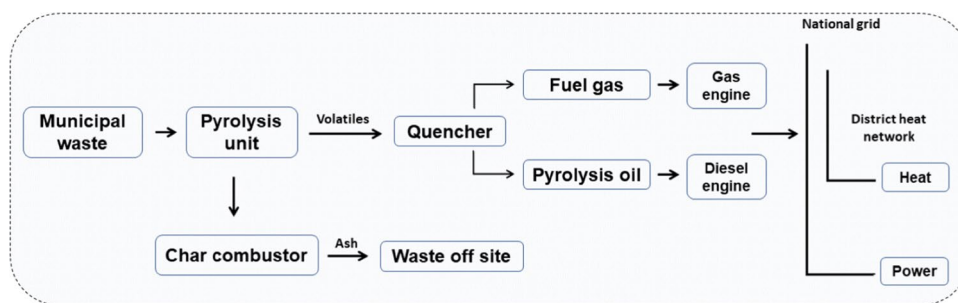 National grid
Municipal
waste
Pyrolysis
unit
Volatiles
Quencher
Fuel gas
Gas
engine
Pyrolysis oil
Diesel
engine
District heat
network
Heat
Char combustor
Ash
Waste off site
Power